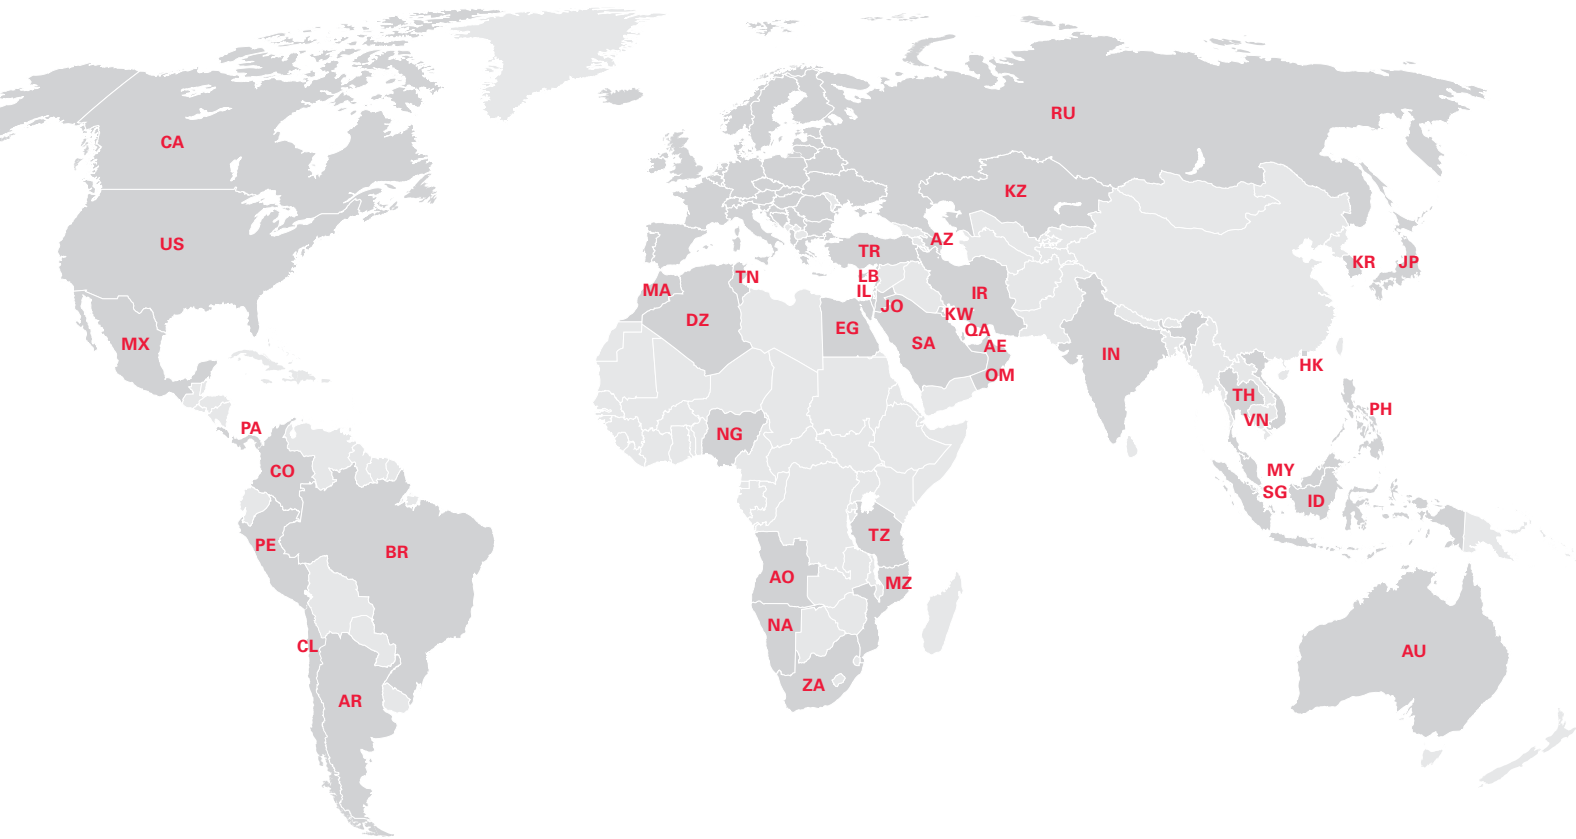 RU
CA
KZ
US
AZ
TR
KR
JP
LB
TN
MA
IL
IR
JO
KW
DZ
EG
QA
MX
SA
AE
IN
HK
OM
TH
PH
VN
PA
NG
CO
MY
SG
ID
TZ
PE
BR
AO
MZ
NA
CL
AU
ZA
AR